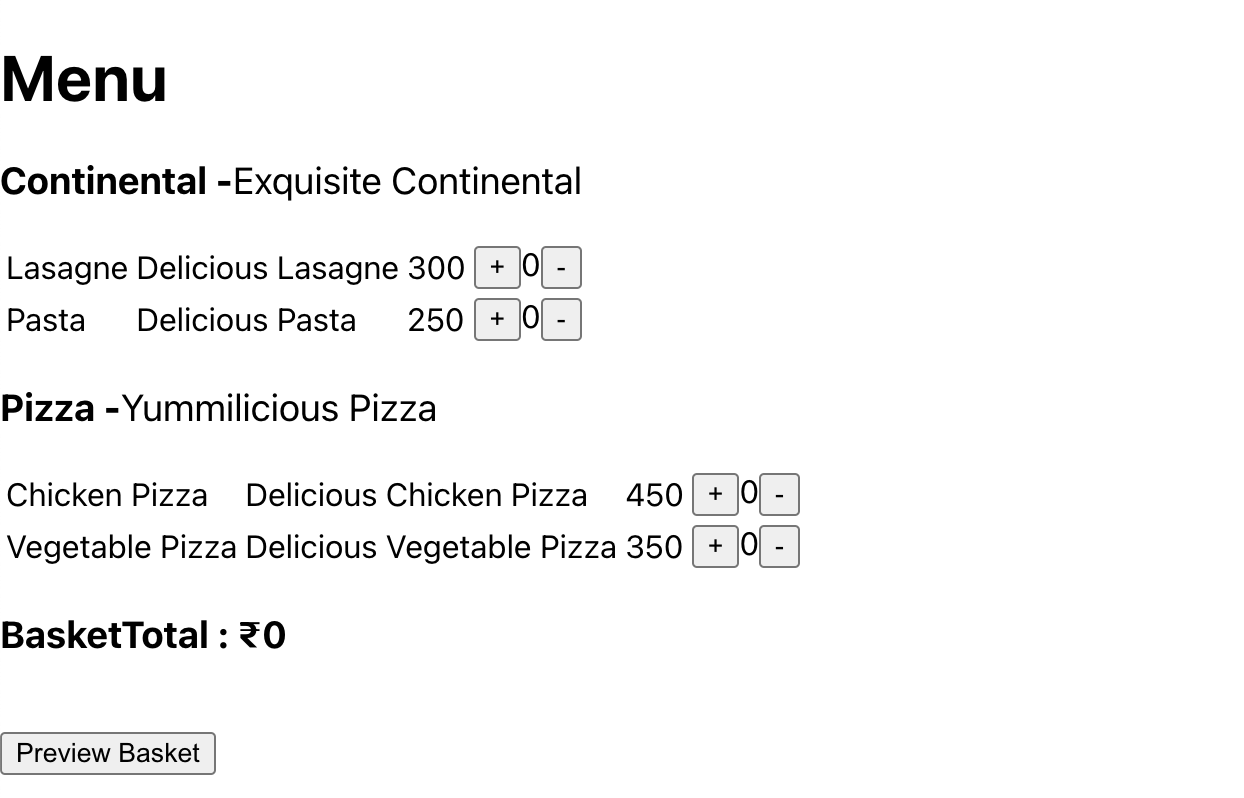 Menu
Continental -Exquisite Continental
Lasagne Delicious Lasagne 300 + 0 -
Pasta Delicious Pasta 250 + 0 -
Pizza -Yummilicious Pizza
Chicken Pizza Delicious Chicken Pizza 450 + 0 -
Vegetable Pizza Delicious Vegetable Pizza 350 + 0 -
BasketTotal : ₹0
Preview Basket